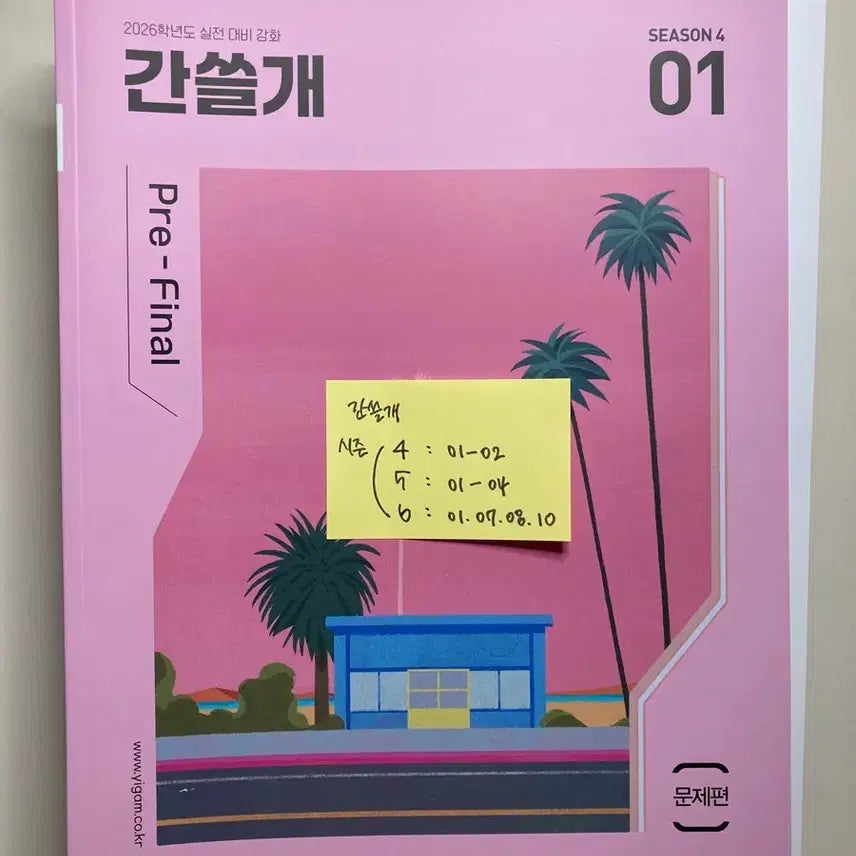 2026학년도 실전 대비 강화
간쓸개
SEASON 4
01
Pre-Final
간쓸개
시즌 4 : 01-02
5 : 01-04
6 : 01.07.08.10
www.yigam.co.kr
문제편